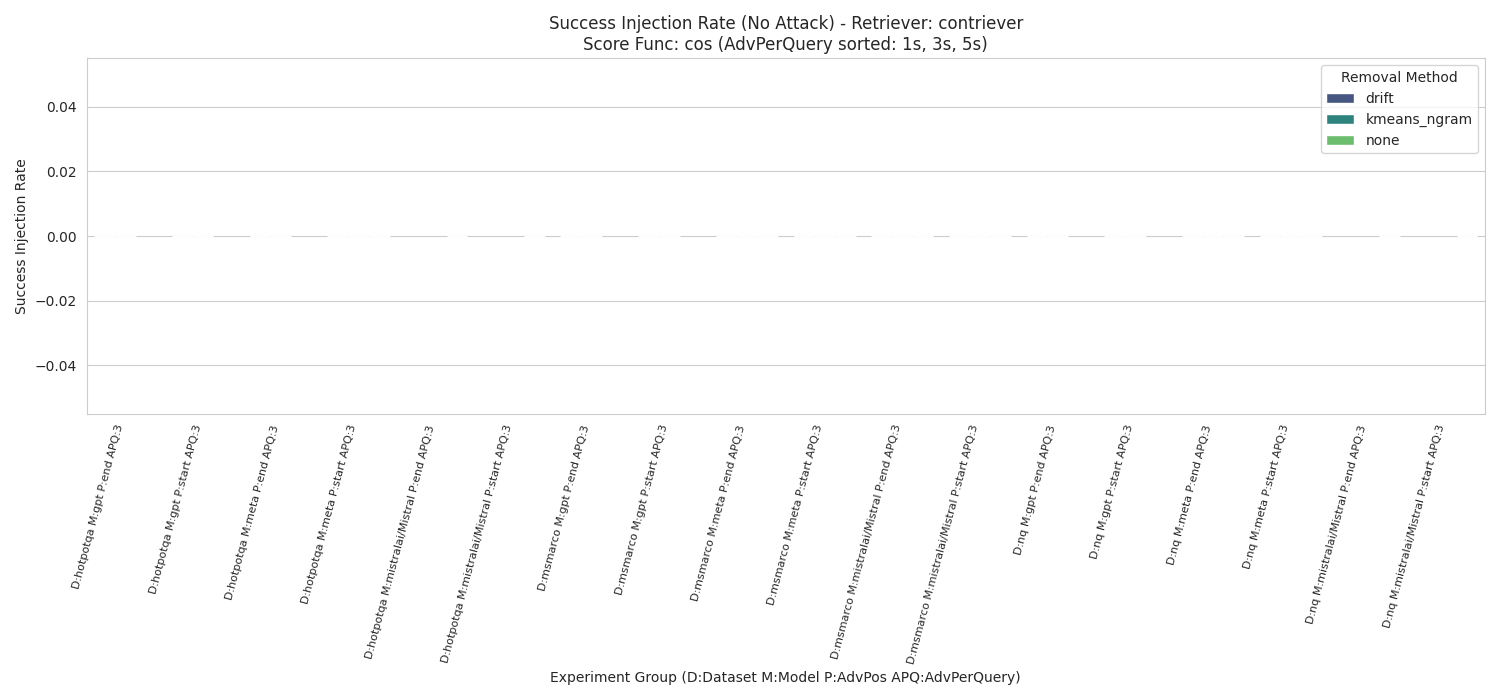 Success Injection Rate (No Attack) - Retriever: contriever
Score Func: cos (AdvPerQuery sorted: 1s, 3s, 5s)
Removal Method
drift
kmeans_ngram
none
Success Injection Rate
0.04
0.02
0.00
−0.02
−0.04
D:hotpotqa M:gpt P:end APQ:3
D:hotpotqa M:gpt P:start APQ:3
D:hotpotqa M:meta P:end APQ:3
D:hotpotqa M:meta P:start APQ:3
D:hotpotqa M:mistralai/Mistral P:end APQ:3
D:hotpotqa M:mistralai/Mistral P:start APQ:3
D:msmarco M:gpt P:end APQ:3
D:msmarco M:gpt P:start APQ:3
D:msmarco M:meta P:end APQ:3
D:msmarco M:meta P:start APQ:3
D:msmarco M:mistralai/Mistral P:end APQ:3
D:msmarco M:mistralai/Mistral P:start APQ:3
D:nq M:gpt P:end APQ:3
D:nq M:gpt P:start APQ:3
D:nq M:meta P:end APQ:3
D:nq M:meta P:start APQ:3
D:nq M:mistralai/Mistral P:end APQ:3
D:nq M:mistralai/Mistral P:start APQ:3
Experiment Group (D:Dataset M:Model P:AdvPos APQ:AdvPerQuery)